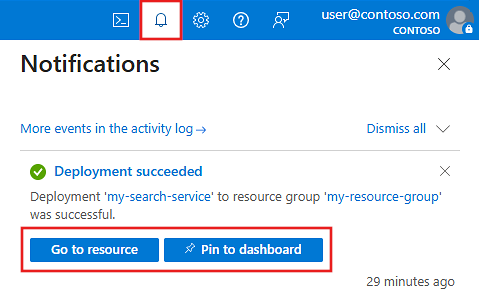 user@contoso.com
CONTOSO
Notifications
More events in the activity log →
Dismiss all
Deployment succeeded
Deployment 'my-search-service' to resource group 'my-resource-group'
was successful.
Go to resource
Pin to dashboard
29 minutes ago